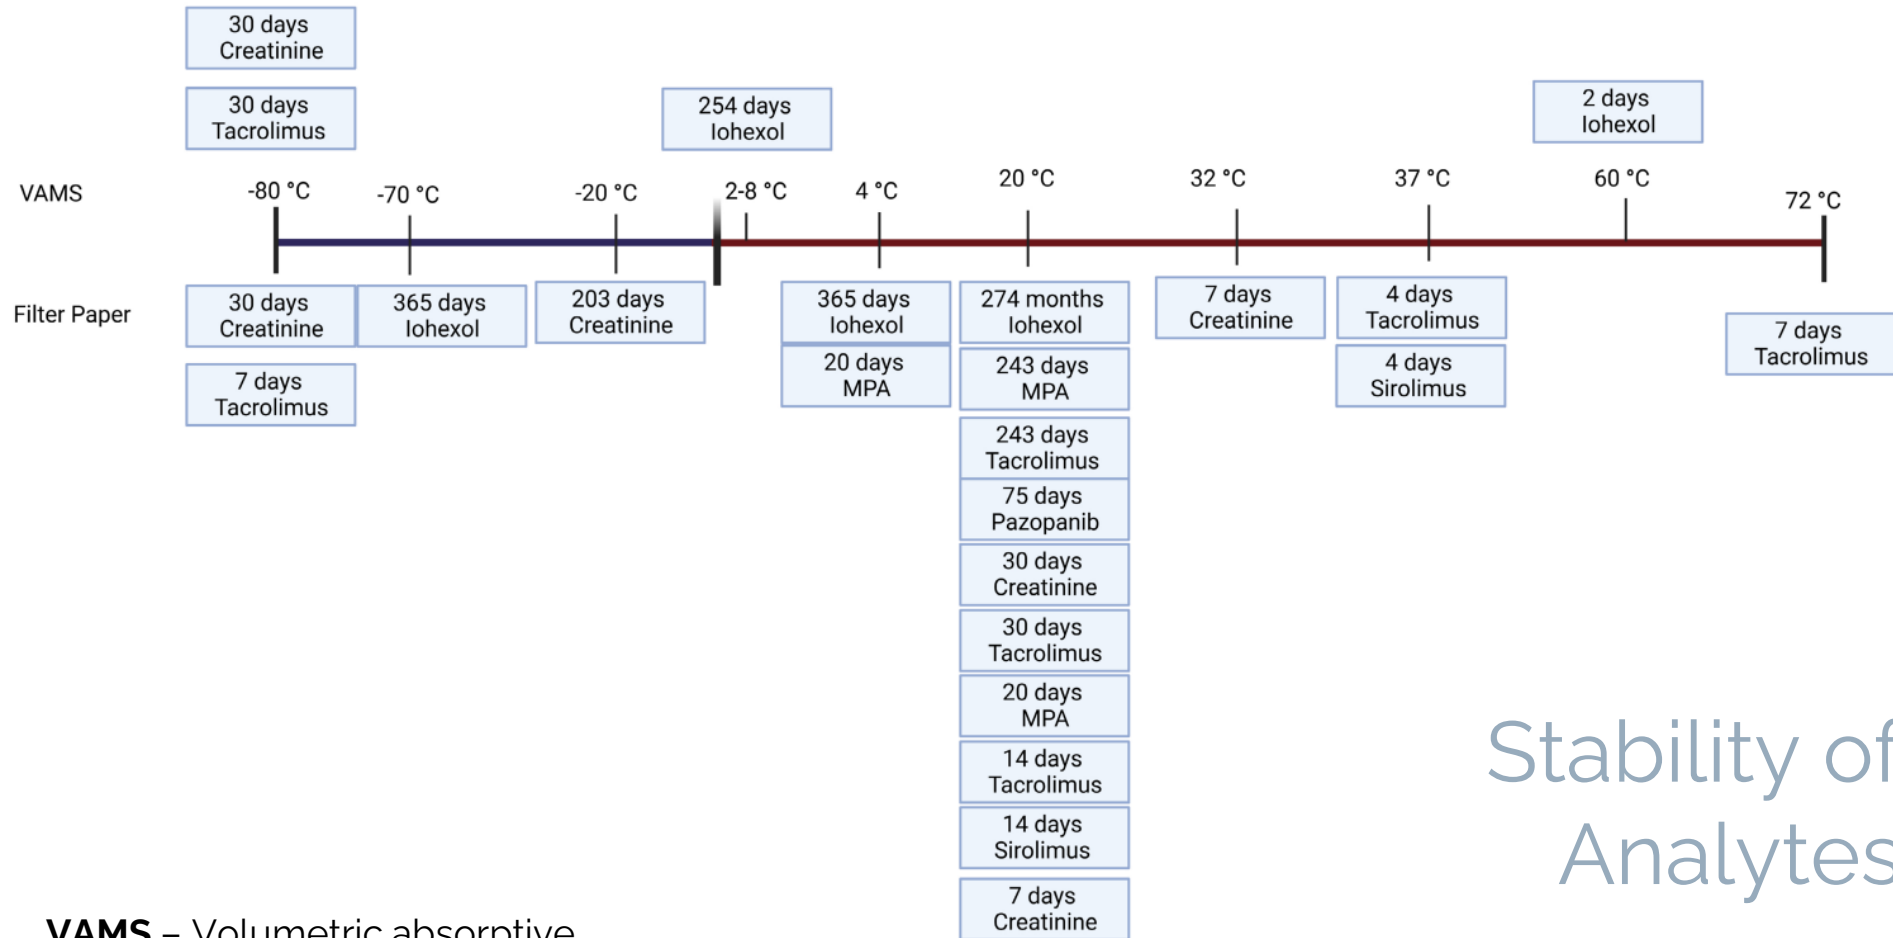 30 days
Creatinine
30 days
Tacrolimus
254 days
Iohexol
2 days
Iohexol
VAMS
-80 °C
-70 °C
-20 °C
2-8 °C
4 °C
20 °C
32 °C
37 °C
60 °C
72 °C
Filter Paper
30 days
Creatinine
7 days
Tacrolimus
365 days
Iohexol
203 days
Creatinine
365 days
Iohexol
20 days
MPA
274 months
Iohexol
243 days
MPA
243 days
Tacrolimus
75 days
Pazopanib
30 days
Creatinine
30 days
Tacrolimus
20 days
MPA
14 days
Tacrolimus
14 days
Sirolimus
7 days
Creatinine
7 days
Creatinine
4 days
Tacrolimus
4 days
Sirolimus
7 days
Tacrolimus
Stability of
Analytes
VAMS – Volumetric absorptive